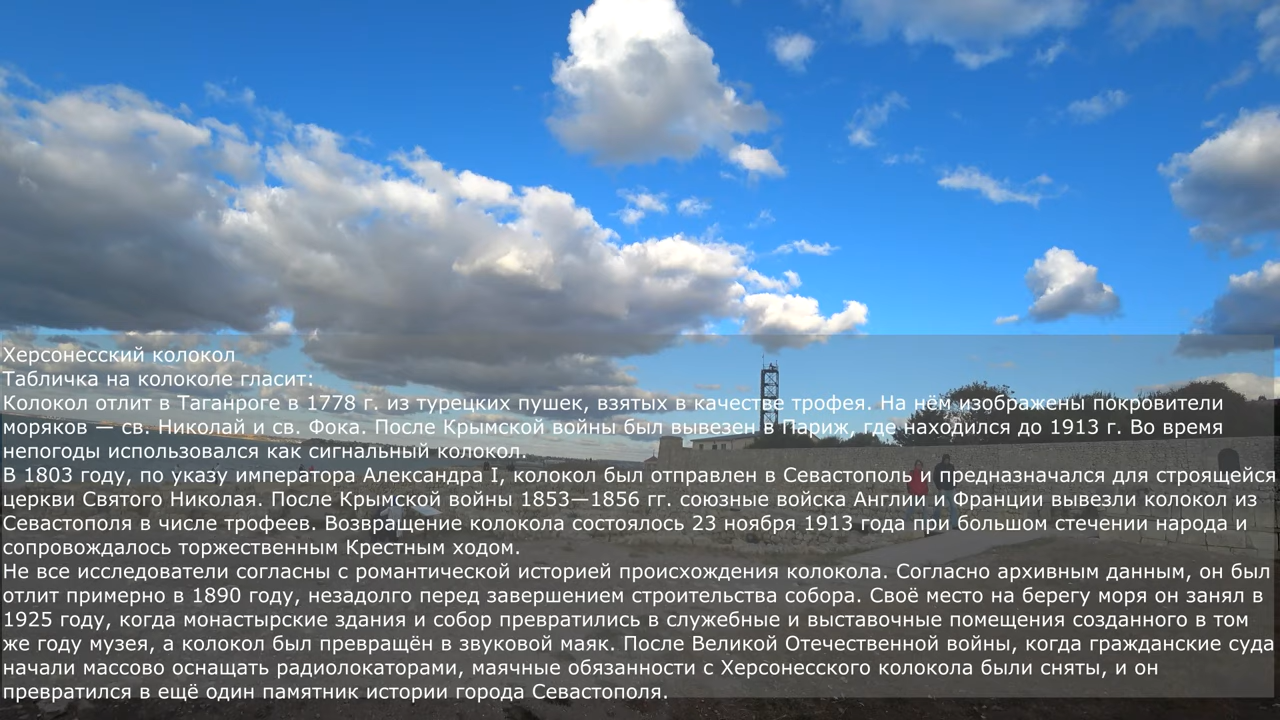 Херсонесский колокол
Табличка на колоколе гласит:
Колокол отлит в Таганроге в 1778 г. из турецких пушек, взятых в качестве трофея. На нём изображены покровители
моряков — св. Николай и св. Фока. После Крымской войны был вывезен в Париж, где находился до 1913 г. Во время
непогоды использовался как сигнальный колокол.
В 1803 году, по указу императора Александра I, колокол был отправлен в Севастополь и предназначался для строящейся
церкви Святого Николая. После Крымской войны 1853—1856 гг. союзные войска Англии и Франции вывезли колокол из
Севастополя в числе трофеев. Возвращение колокола состоялось 23 ноября 1913 года при большом стечении народа и
сопровождалось торжественным Крестным ходом.
Не все исследователи согласны с романтической историей происхождения колокола. Согласно архивным данным, он был
отлит примерно в 1890 году, незадолго перед завершением строительства собора. Своё место на берегу моря он занял в
1925 году, когда монастырские здания и собор превратились в служебные и выставочные помещения созданного в том
же году музея, а колокол был превращён в звуковой маяк. После Великой Отечественной войны, когда гражданские суда
начали массово оснащать радиолокаторами, маячные обязанности с Херсонесского колокола были сняты, и он
превратился в ещё один памятник истории города Севастополя.